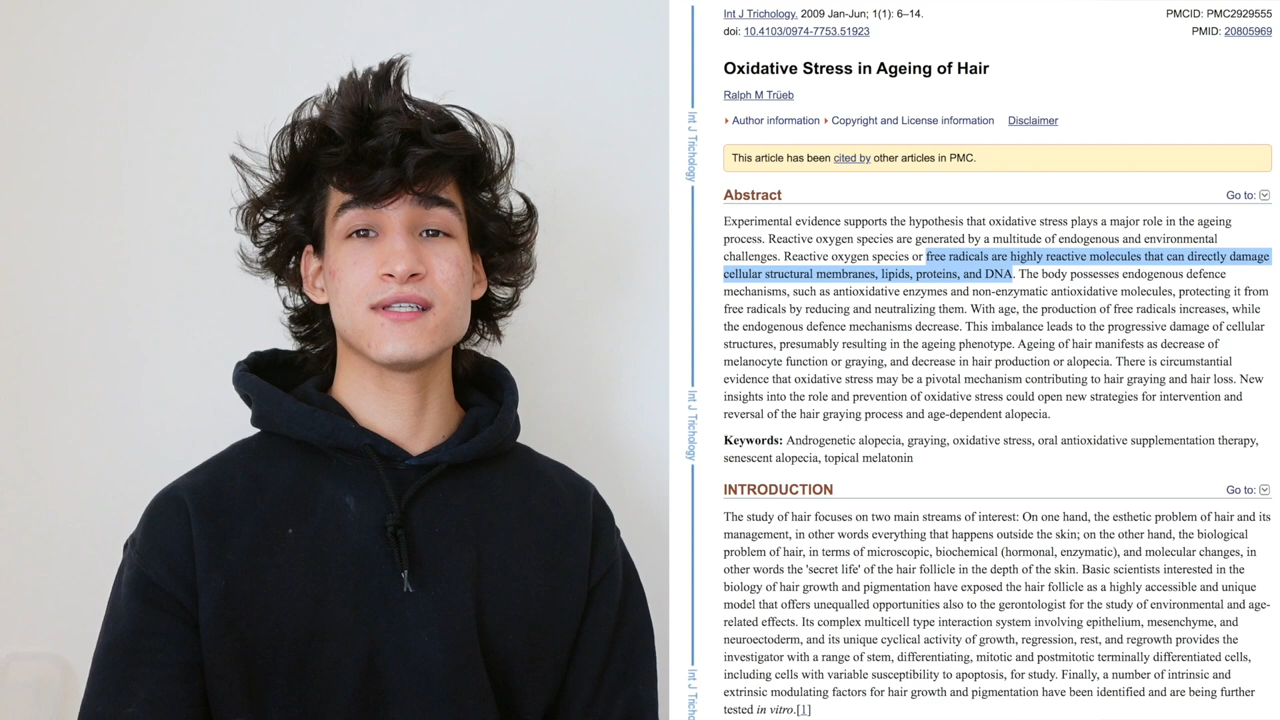 Int J Trichology. 2009 Jan-Jun; 1(1): 6–14.
PMCID: PMC2929555
doi: 10.4103/0974-7753.51923
PMID: 20805969
Oxidative Stress in Ageing of Hair
Ralph M Trüeb
Author information Copyright and License information Disclaimer
This article has been cited by other articles in PMC.
Abstract
Go to:
Experimental evidence supports the hypothesis that oxidative stress plays a major role in the ageing
process. Reactive oxygen species are generated by a multitude of endogenous and environmental
challenges. Reactive oxygen species or free radicals are highly reactive molecules that can directly damage
cellular structural membranes, lipids, proteins, and DNA. The body possesses endogenous defence
mechanisms, such as antioxidative enzymes and non-enzymatic antioxidative molecules, protecting it from
free radicals by reducing and neutralizing them. With age, the production of free radicals increases, while
the endogenous defence mechanisms decrease. This imbalance leads to the progressive damage of cellular
structures, presumably resulting in the ageing phenotype. Ageing of hair manifests as decrease of
melanocyte function or graying, and decrease in hair production or alopecia. There is circumstantial
evidence that oxidative stress may be a pivotal mechanism contributing to hair graying and hair loss. New
insights into the role and prevention of oxidative stress could open new strategies for intervention and
reversal of the hair graying process and age-dependent alopecia.
Keywords: Androgenetic alopecia, graying, oxidative stress, oral antioxidative supplementation therapy,
senescent alopecia, topical melatonin
INTRODUCTION
Go to:
The study of hair focuses on two main streams of interest: On one hand, the esthetic problem of hair and its
management, in other words everything that happens outside the skin; on the other hand, the biological
problem of hair, in terms of microscopic, biochemical (hormonal, enzymatic), and molecular changes, in
other words the 'secret life' of the hair follicle in the depth of the skin. Basic scientists interested in the
biology of hair growth and pigmentation have exposed the hair follicle as a highly accessible and unique
model that offers unequalled opportunities also to the gerontologist for the study of environmental and age-
related effects. Its complex multicell type interaction system involving epithelium, mesenchyme, and
neuroectoderm, and its unique cyclical activity of growth, regression, rest, and regrowth provides the
investigator with a range of stem, differentiating, mitotic and postmitotic terminally differentiated cells,
including cells with variable susceptibility to apoptosis, for study. Finally, a number of intrinsic and
extrinsic modulating factors for hair growth and pigmentation have been identified and are being further
tested in vitro.[1]
Int J Trichology
Int J Trichology
Int J Tricho